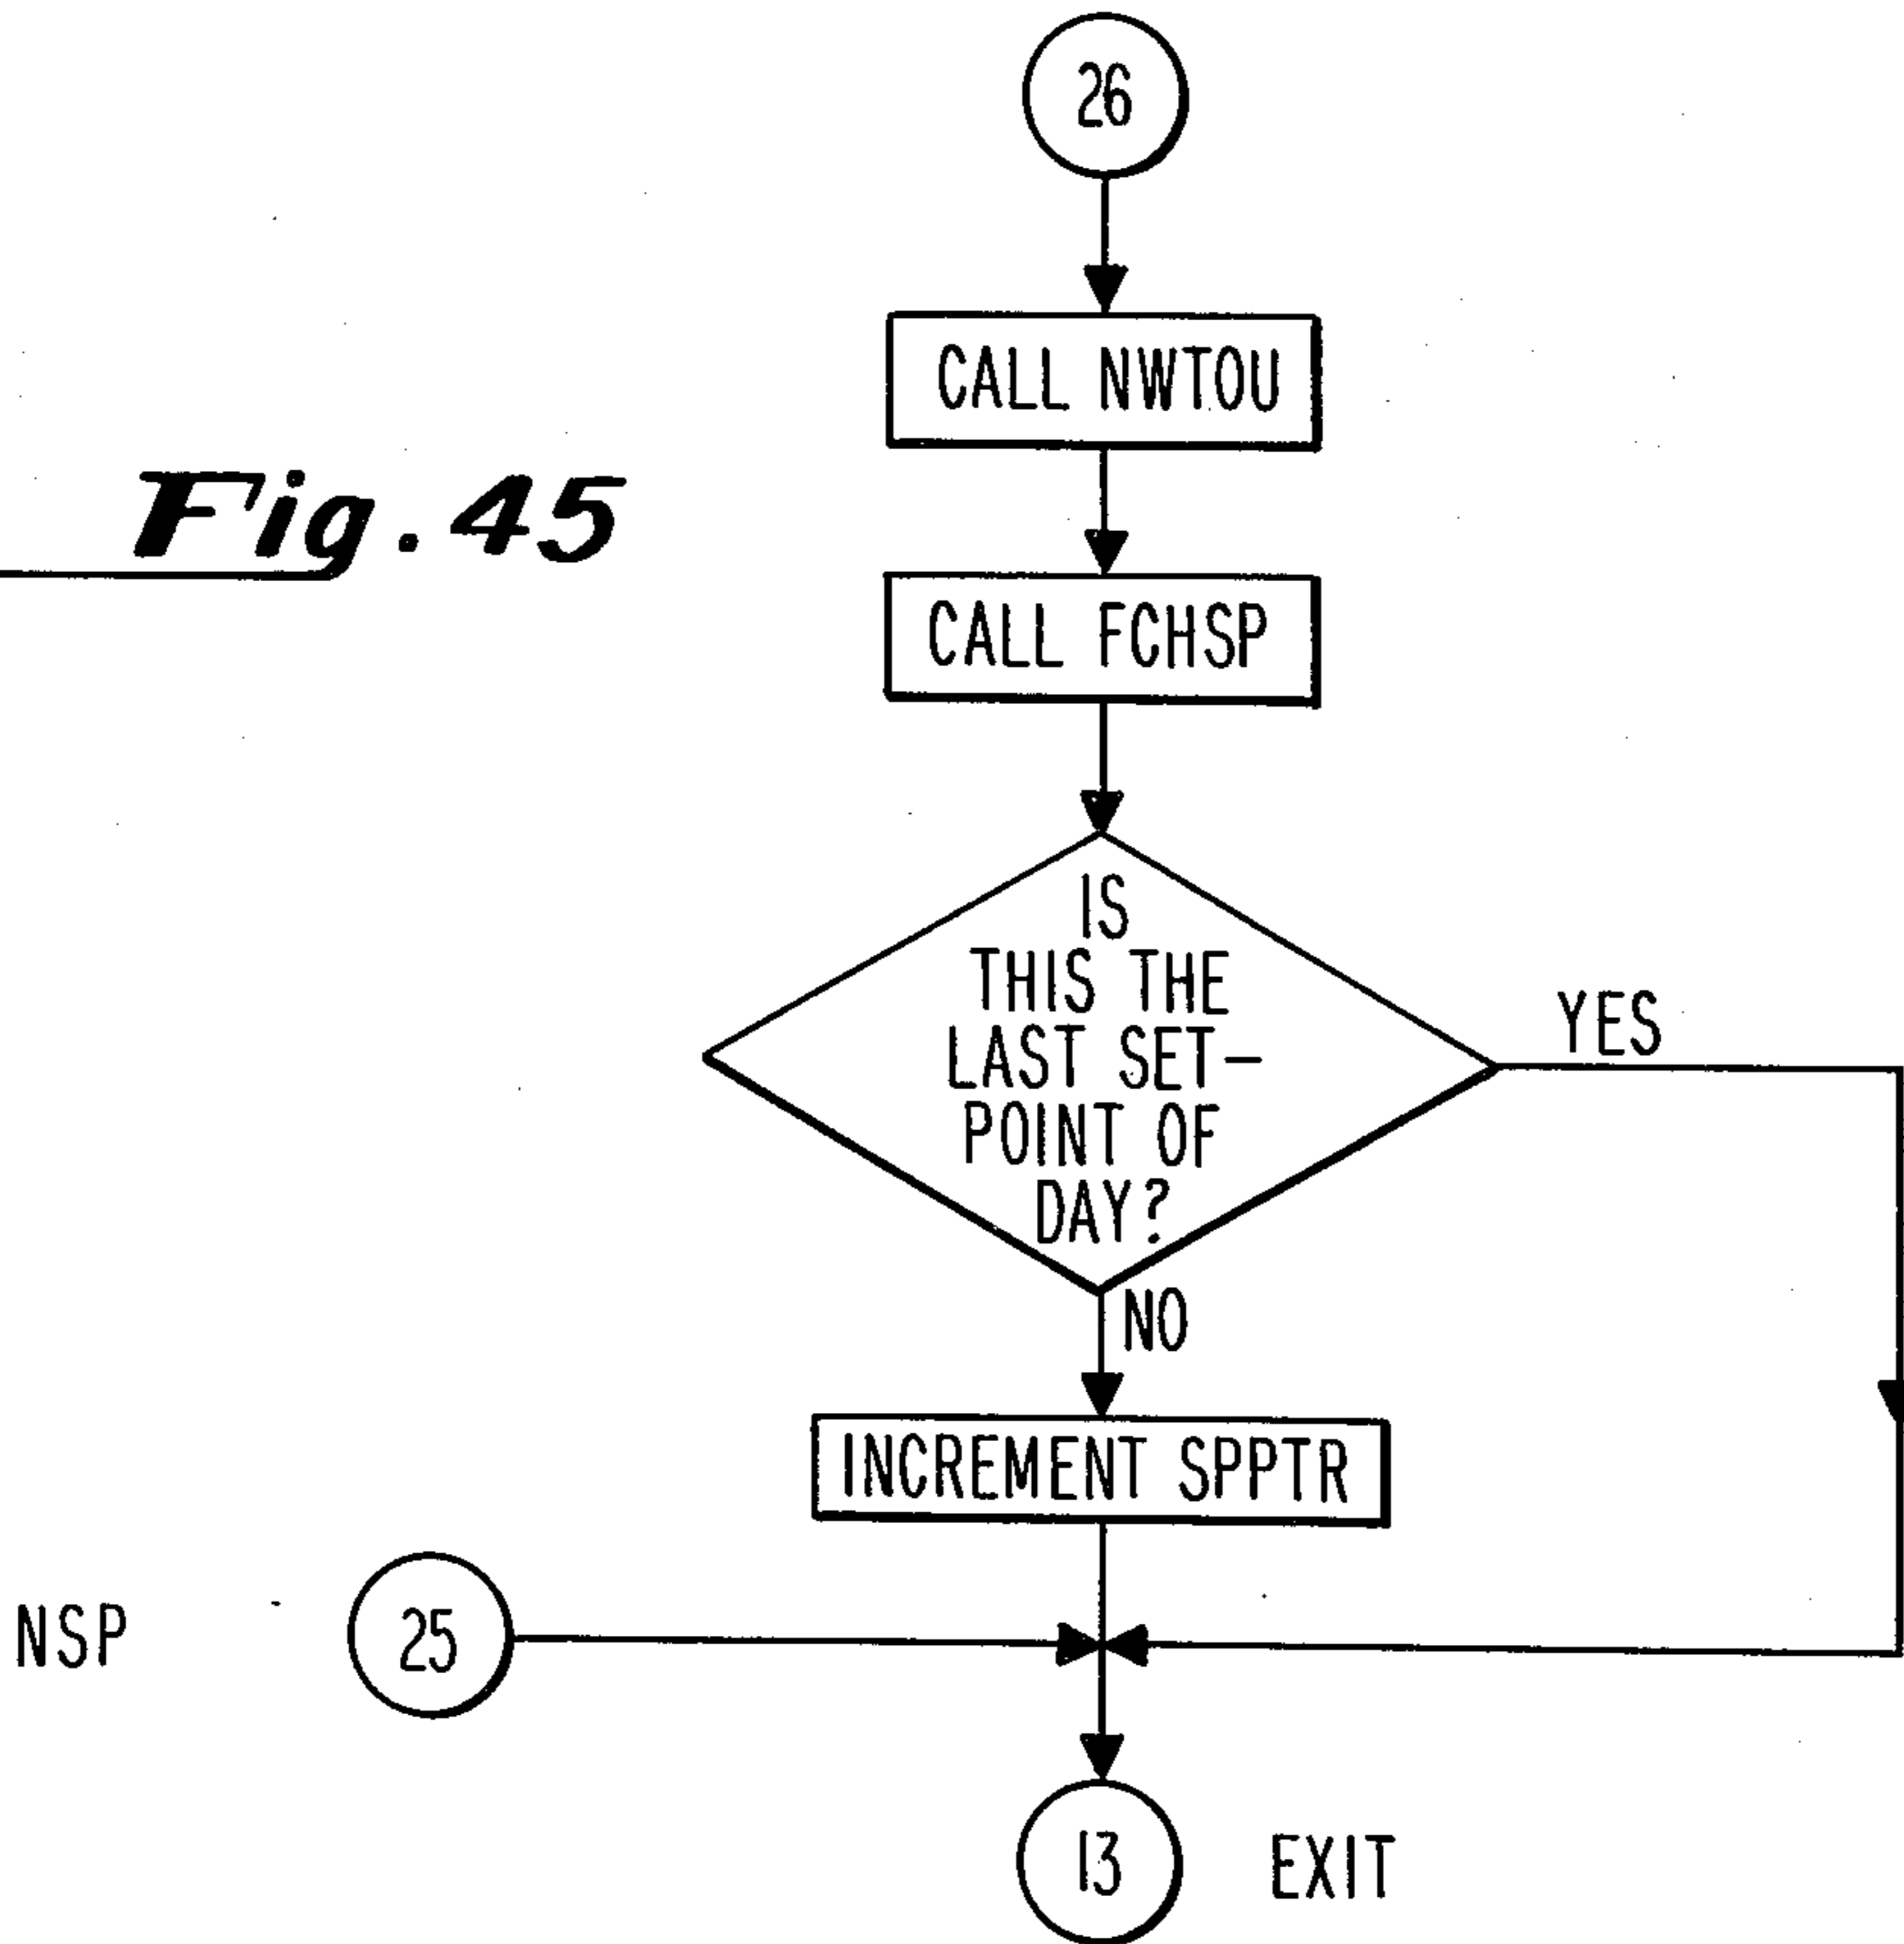 26
CALL NWTOU
Fig. 45
CALL FCHSP
IS
THIS THE
LAST SET-
POINT OF
DAY?
YES
NO
INCREMENT SPPTR
NSP
25
13
EXIT